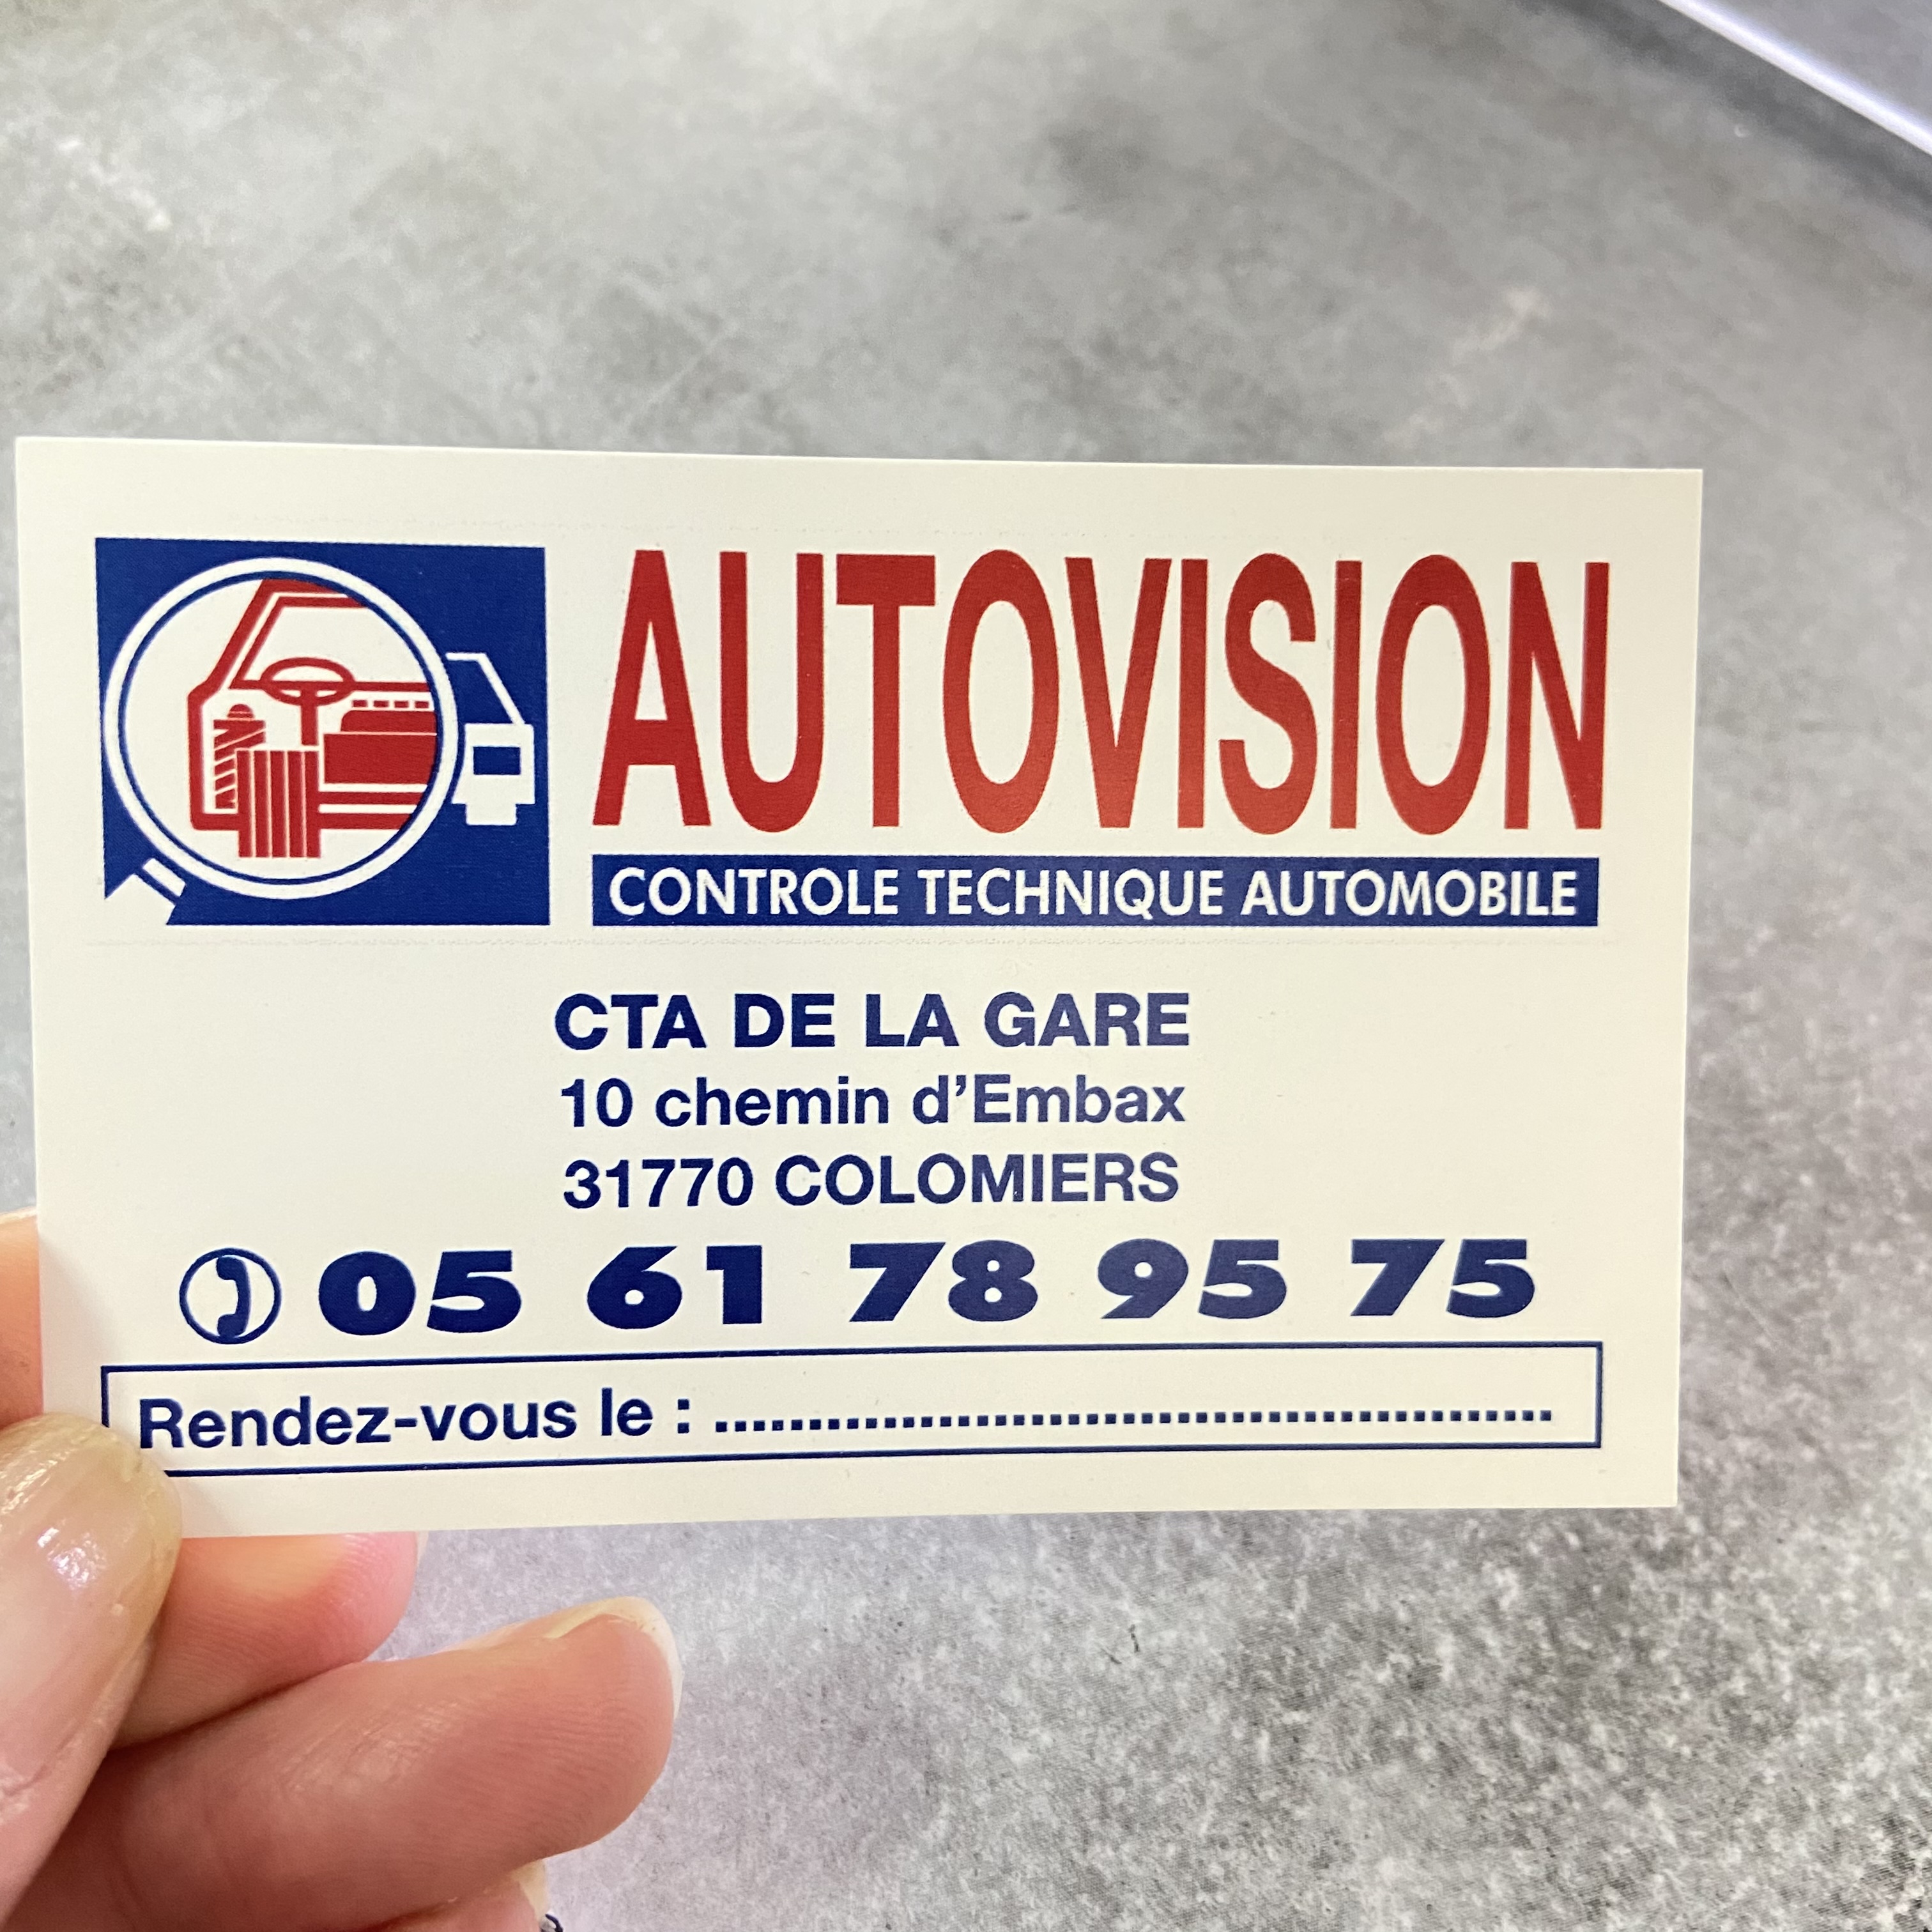 AUTOVISION
CONTROLE TECHNIQUE AUTOMOBILE
CTA DE LA GARE
10 chemin d'Embax
31770 COLOMIERS
05 61 78 95 75
Rendez-vous le : ............................................